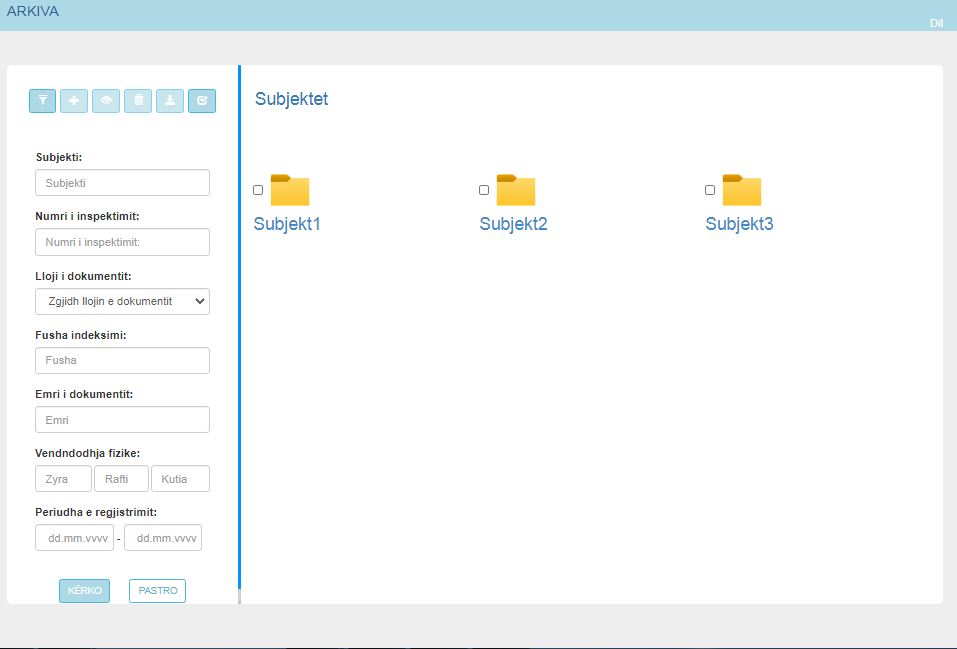 ARKIVA
Dil
Subjektet
Subjekti:
Subjekti
Numri i inspektimit:
Numri i inspektimit:
Lloji i dokumentit:
Zgjidh llojin e dokumentit
Fusha indeksimi:
Fusha
Emri i dokumentit:
Emri
Vendndodhja fizike:
Zyra Rafti Kutia
Periudha e regjistrimit:
dd.mm.vvvv - dd.mm.vvvv
KËRKO PASTRO
Subjekt1 Subjekt2 Subjekt3